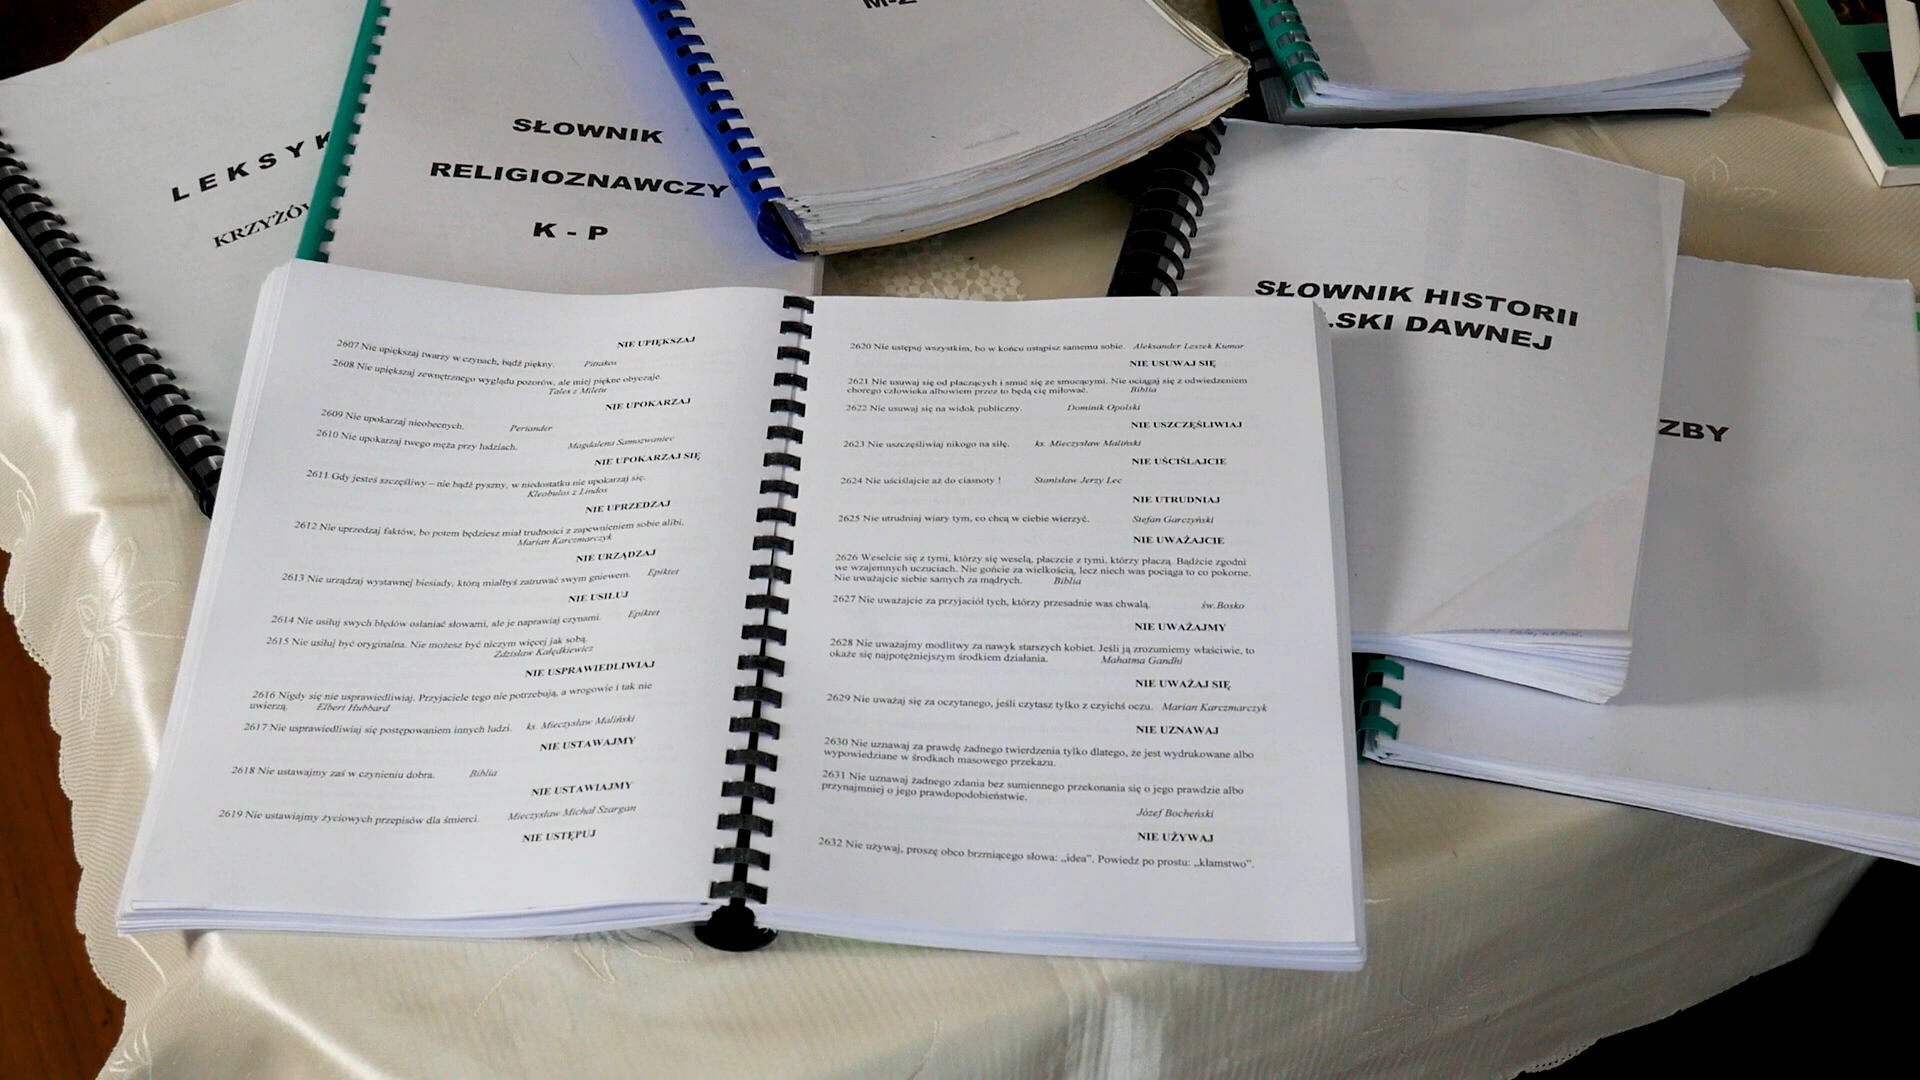 LEKSYK
KRZYŻÓW
SŁOWNIK
RELIGIOZNAWCZY
K - P
M-Z
SŁOWNIK HISTORII
.SKI DAWNEJ
ZBY
NIE UPIĘKSZAJ
2607 Nie upiększaj twarzy w czynach, bądź piękny. Pittakos
2608 Nie upiększaj zewnętrznego wyglądu pozorów, ale miej piękne obyczaje.
Tales z Miletu
NIE UPOKARZAJ
2609 Nie upokarzaj nieobecnych. Periander
2610 Nie upokarzaj twego męża przy ludziach. Magdalena Samozwaniec
NIE UPOKARZAJ SIĘ
2611 Gdy jesteś szczęśliwy – nie bądź pyszny, w niedostatku nie upokarzaj się.
Kleobulos z Lindos
NIE UPRZEDZAJ
2612 Nie uprzedzaj faktów, bo potem będziesz miał trudności z zapewnieniem sobie alibi.
Marian Karczmarczyk
NIE URZĄDZAJ
2613 Nie urządzaj wystawnej biesiady, którą miałbyś zatruwać swym gniewem. Epiktet
NIE USIŁUJ
2614 Nie usiłuj swych błędów osłaniać słowami, ale je naprawiaj czynami. Epiktet
2615 Nie usiłuj być oryginalna. Nie możesz być niczym więcej jak sobą.
Zdzisław Kałędkiewicz
NIE USPRAWIEDLIWIAJ
2616 Nigdy się nie usprawiedliwiaj. Przyjaciele tego nie potrzebują, a wrogowie i tak nie
uwierzą. Elbert Hubbard
2617 Nie usprawiedliwiaj się postępowaniem innych ludzi. ks. Mieczysław Maliński
NIE USTAWAJMY
2618 Nie ustawajmy zaś w czynieniu dobra. Biblia
NIE USTAWIAJMY
2619 Nie ustawiajmy życiowych przepisów dla śmierci. Mieczysław Michał Szargan
NIE USTĘPUJ
2620 Nie ustępuj wszystkim, bo w końcu ustąpisz samemu sobie. Aleksander Leszek Kumor
NIE USUWAJ SIĘ
2621 Nie usuwaj się od płaczących i smuć się ze smucącymi. Nie ociągaj się z odwiedzeniem
chorego człowieka albowiem przez to będą cię miłować. Biblia
2622 Nie usuwaj się na widok publiczny. Dominik Opolski
NIE USZCZĘŚLIWIAJ
2623 Nie uszczęśliwiaj nikogo na siłę. ks. Mieczysław Maliński
NIE UŚCIŚLAJCIE
2624 Nie uściślajcie aż do ciasnoty ! Stanisław Jerzy Lec
NIE UTRUDNIAJ
2625 Nie utrudniaj wiary tym, co chcą w ciebie wierzyć. Stefan Garczyński
NIE UWAŻAJCIE
2626 Weselcie się z tymi, którzy się weselą, płaczcie z tymi, którzy płaczą. Bądźcie zgodni
we wzajemnych uczuciach. Nie gońcie za wielkością, lecz niech was pociąga to co pokorne.
Nie uważajcie siebie samych za mądrych. Biblia
2627 Nie uważajcie za przyjaciół tych, którzy przesadnie was chwalą. św.Bosko
NIE UWAŻAJMY
2628 Nie uważajmy modlitwy za nawyk starszych kobiet. Jeśli ją zrozumiemy właściwie, to
okaże się najpotężniejszym środkiem działania. Mahatma Gandhi
NIE UWAŻAJ SIĘ
2629 Nie uważaj się za oczytanego, jeśli czytasz tylko z czyichś oczu. Marian Karczmarczyk
NIE UZNAWAJ
2630 Nie uznawaj za prawdę żadnego twierdzenia tylko dlatego, że jest wydrukowane albo
wypowiedziane w środkach masowego przekazu.
2631 Nie uznawaj żadnego zdania bez sumiennego przekonania się o jego prawdzie albo
przynajmniej o jego prawdopodobieństwie.
Józef Bocheński
NIE UŻYWAJ
2632 Nie używaj, proszę obco brzmiącego słowa: „idea”. Powiedz po prostu: „kłamstwo”.